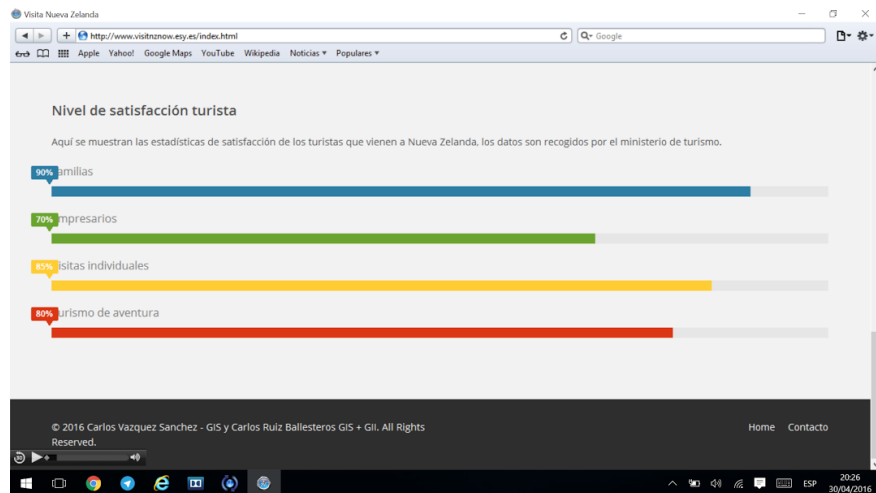 Visita Nueva Zelanda
http://www.visitnznow.esy.es/index.html
Google
Apple Yahoo! Google Maps YouTube Wikipedia Noticias Populares
Nivel de satisfacción turista
Aquí se muestran las estadísticas de satisfacción de los turistas que vienen a Nueva Zelanda, los datos son recogidos por el ministerio de turismo.
90% amilias
70% mpresarios
85% isitas individuales
80% urismo de aventura
© 2016 Carlos Vazquez Sanchez - GIS y Carlos Ruiz Ballesteros GIS + GII. All Rights
Reserved.
Home Contacto
30
ESP
20:26
30/04/2016